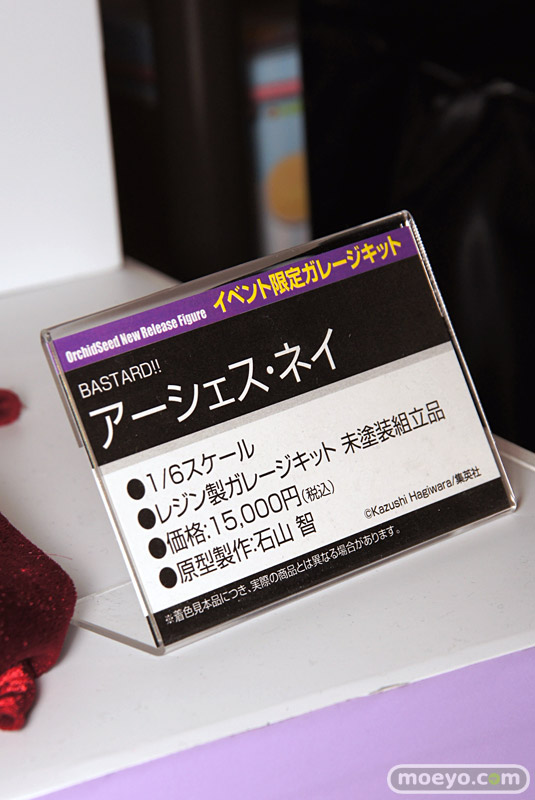 OrchidSeed New Release Figure イベント限定ガレージキット
BASTARD!!
アーシェス・ネイ
●1/6スケール
●レジン製ガレージキット 未塗装組立品
●価格:15,000円(税込)
●原型製作:石山 智
©Kazushi Hagiwara/集英社
※着色見本品につき、実際の商品とは異なる場合があります。
moeyo.com